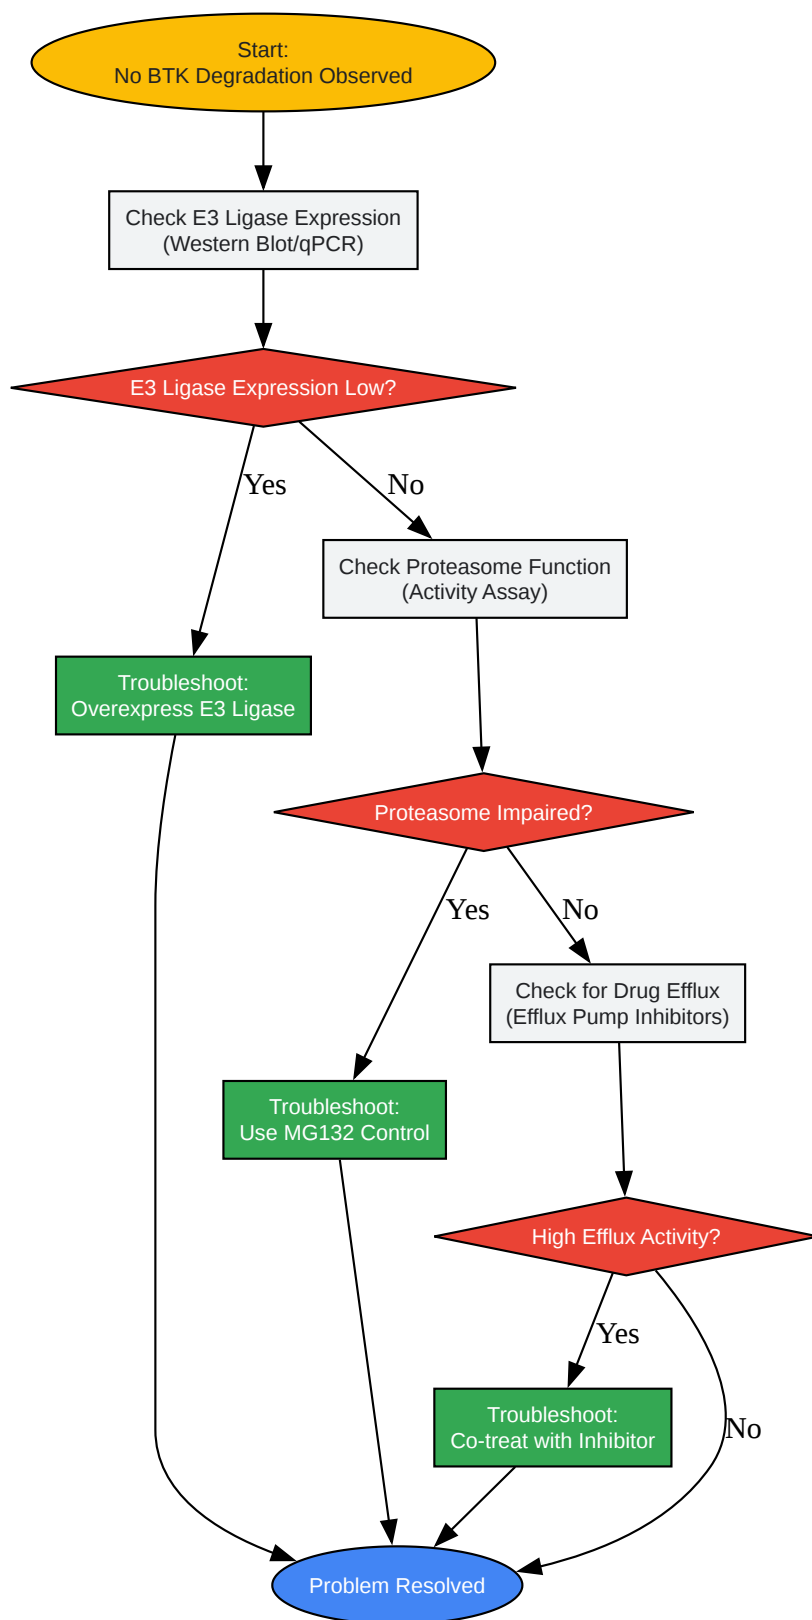 Start:
No BTK Degradation Observed
Check E3 Ligase Expression
(Western Blot/qPCR)
E3 Ligase Expression Low?
Yes
No
Check Proteasome Function
(Activity Assay)
Troubleshoot:
Overexpress E3 Ligase
Proteasome Impaired?
Yes
No
Check for Drug Efflux
(Efflux Pump Inhibitors)
Troubleshoot:
Use MG132 Control
High Efflux Activity?
Yes
Troubleshoot:
Co-treat with Inhibitor
No
Problem Resolved